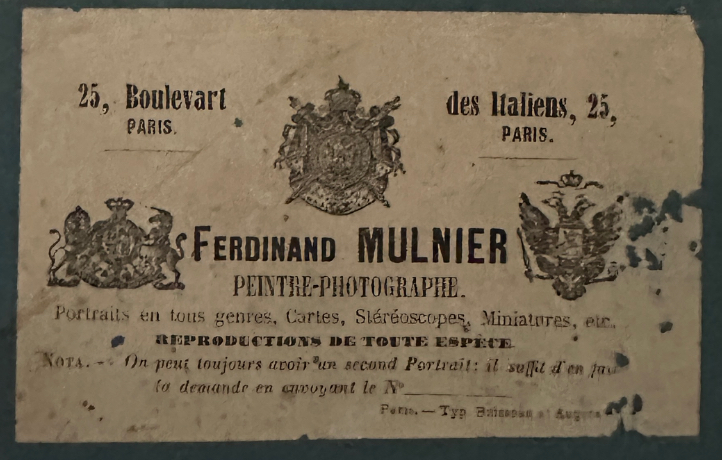 25, Boulevart des Italiens, 25,
PARIS. PARIS.
FERDINAND MULNIER
PEINTRE-PHOTOGRAPHE.
Portraits en tous genres, Cartes, Stéréoscopes, Miniatures, etc.
REPRODUCTIONS DE TOUTE ESPÈCE
NOTA. — On peut toujours avoir un second Portrait: il suffit d'en
la demande en envoyant le N°
Paris. — Typ